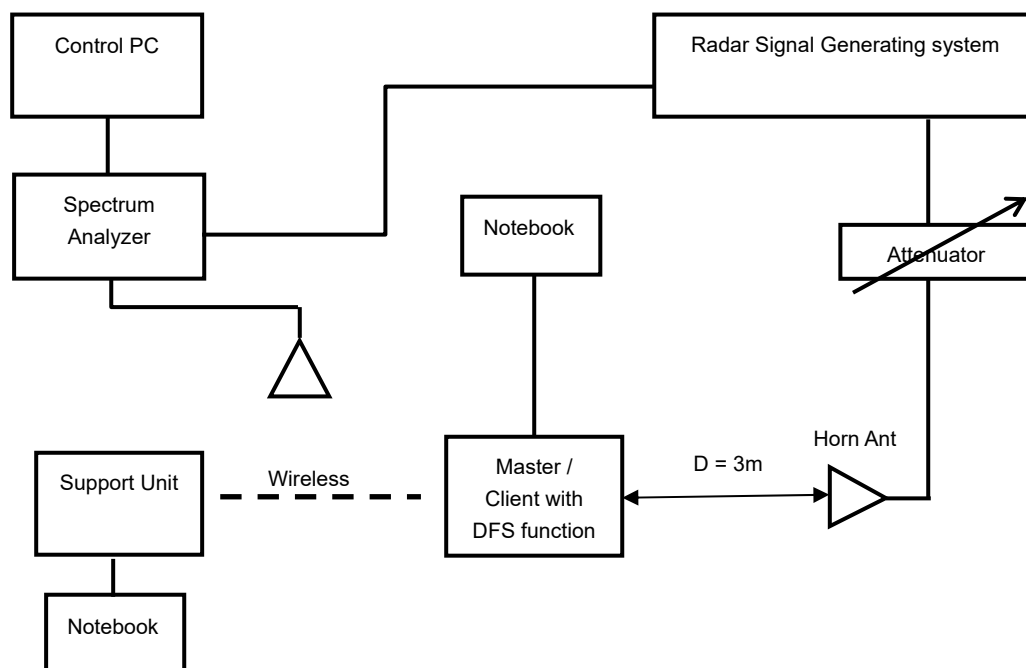 Control PC
Radar Signal Generating system
Spectrum
Analyzer
Notebook
Attenuator
Horn Ant
D = 3m
Support Unit
Wireless
Master /
Client with
DFS function
Notebook